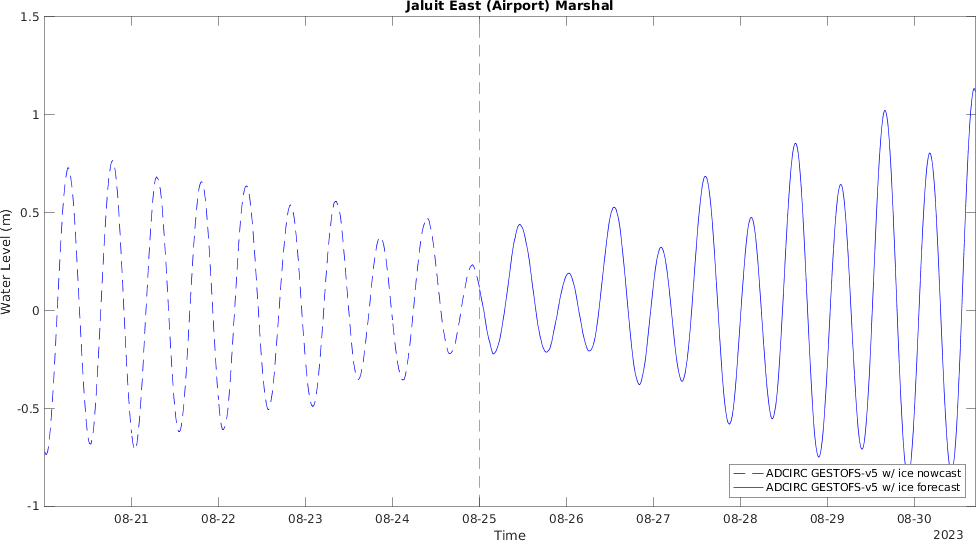 Jaluit East (Airport) Marshal
1.5
1
0.5
0
-0.5
-1
Water Level (m)
08-21 08-22 08-23 08-24 08-25 08-26 08-27 08-28 08-29 08-30
Time
2023
ADCIRC GESTOFS-v5 w/ ice nowcast
ADCIRC GESTOFS-v5 w/ ice forecast